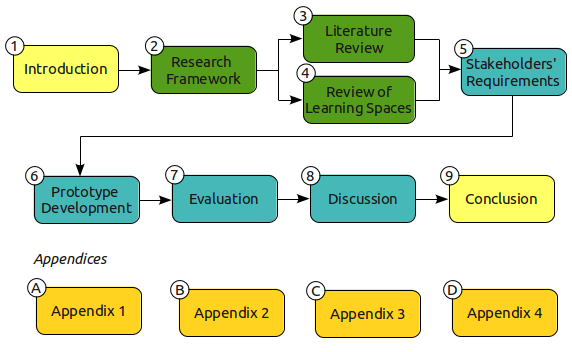 1
Introduction
2
Research
Framework
3
Literature
Review
4
Review of
Learning Spaces
5
Stakeholders'
Requirements
6
Prototype
Development
7
Evaluation
8
Discussion
9
Conclusion
Appendices
A
Appendix 1
B
Appendix 2
C
Appendix 3
D
Appendix 4